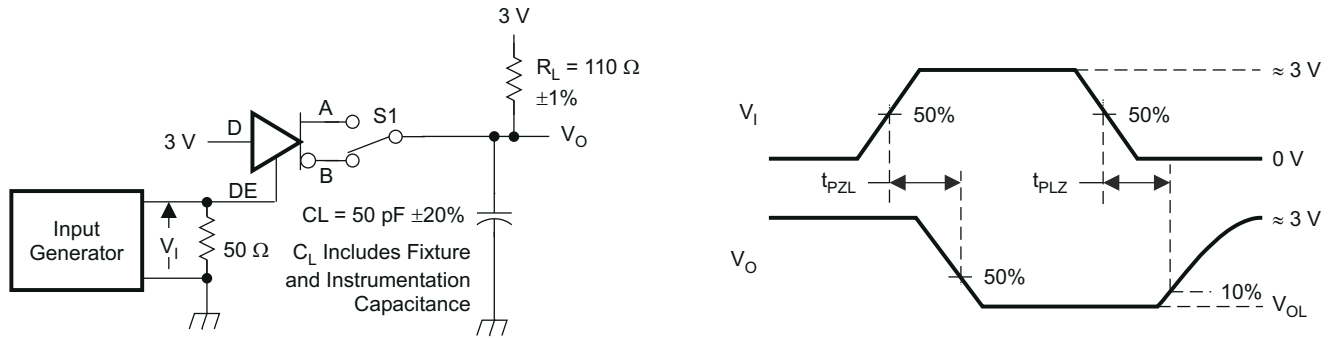 3 V
R_L = 110 Ω
±1%
A
S1
3 V
D
V_O
B
DE
Input
Generator
V_I
50 Ω
CL = 50 pF ±20%
C_L Includes Fixture
and Instrumentation
Capacitance
≈ 3 V
V_I
50%
50%
0 V
t_PZL
t_PLZ
≈ 3 V
V_O
50%
10%
V_OL